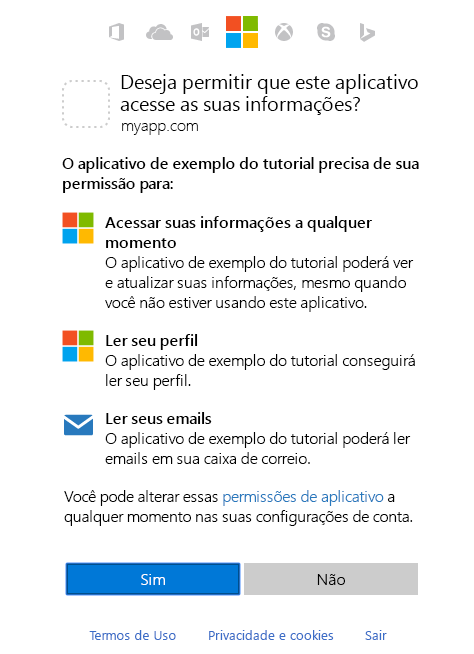 Deseja permitir que este aplicativo
acesse as suas informações?
myapp.com
O aplicativo de exemplo do tutorial precisa de sua
permissão para:
Acessar suas informações a qualquer
momento
O aplicativo de exemplo do tutorial poderá ver
e atualizar suas informações, mesmo quando
você não estiver usando este aplicativo.
Ler seu perfil
O aplicativo de exemplo do tutorial conseguirá
ler seu perfil.
Ler seus emails
O aplicativo de exemplo do tutorial poderá ler
emails em sua caixa de correio.
Você pode alterar essas permissões de aplicativo a
qualquer momento nas suas configurações de conta.
Sim Não
Termos de Uso Privacidade e cookies Sair